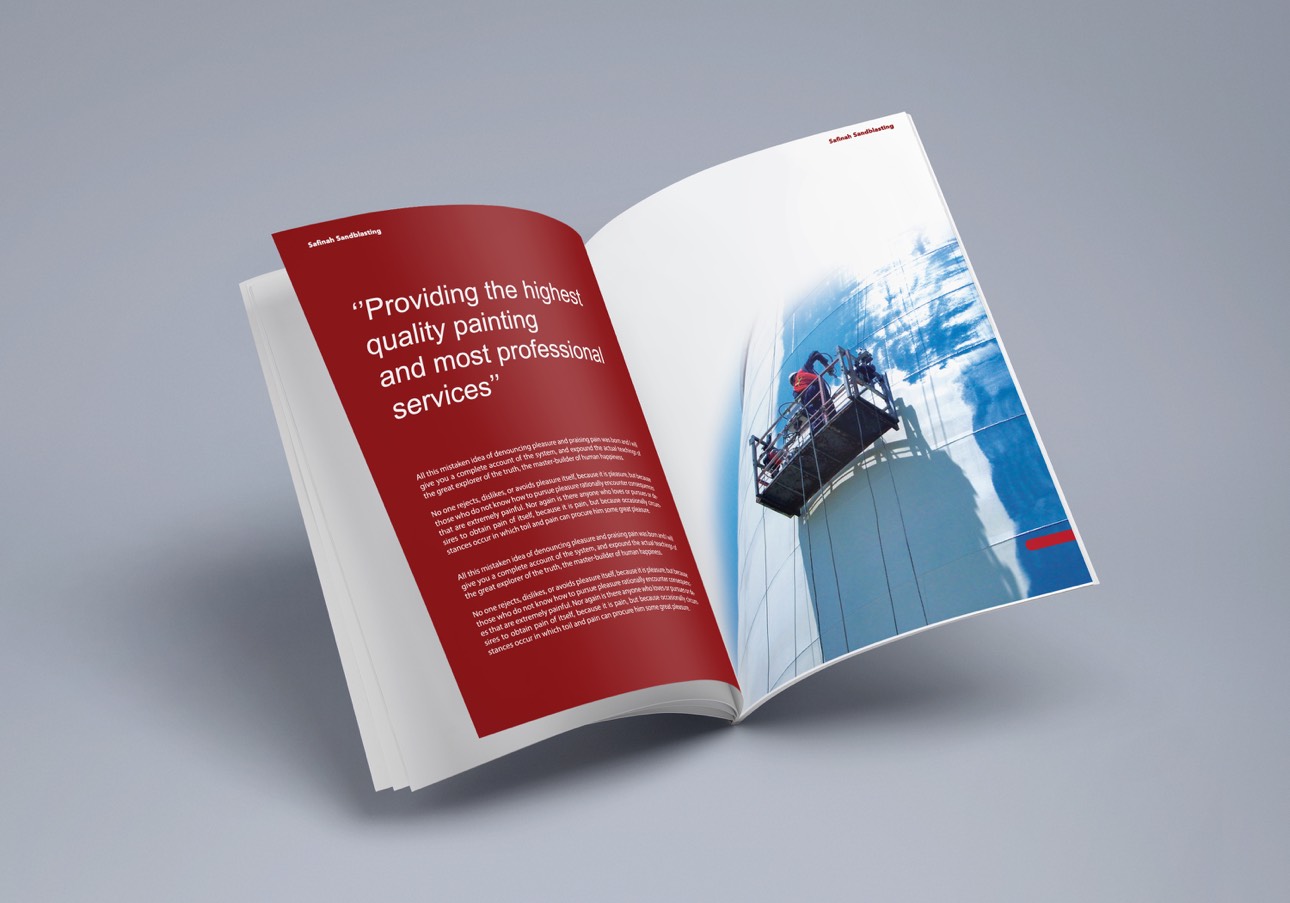 Safinah Sandblasting
‘’Providing the highest
quality painting
and most professional
services’’
All this mistaken idea of denouncing pleasure and praising pain was born and I will
give you a complete account of the system, and expound the actual teachings of
the great explorer of the truth, the master-builder of human happiness.
No one rejects, dislikes, or avoids pleasure itself, because it is pleasure, but because
those who do not know how to pursue pleasure rationally encounter consequences
that are extremely painful. Nor again is there anyone who loves or pursues or de
sires to obtain pain of itself, because it is pain, but because occasionally circum-
stances occur in which toil and pain can procure him some great pleasure.
All this mistaken idea of denouncing pleasure and praising pain was born and I will
give you a complete account of the system, and expound the actual teachings of
the great explorer of the truth, the master-builder of human happiness.
No one rejects, dislikes, or avoids pleasure itself, because it is pleasure, but because
those who do not know how to pursue pleasure rationally encounter consequenc
es that are extremely painful. Nor again is there anyone who loves or pursues or de
sires to obtain pain of itself, because it is pain, but because occasionally circum
stances occur in which toil and pain can procure him some great pleasure.
Safinah Sandblasting